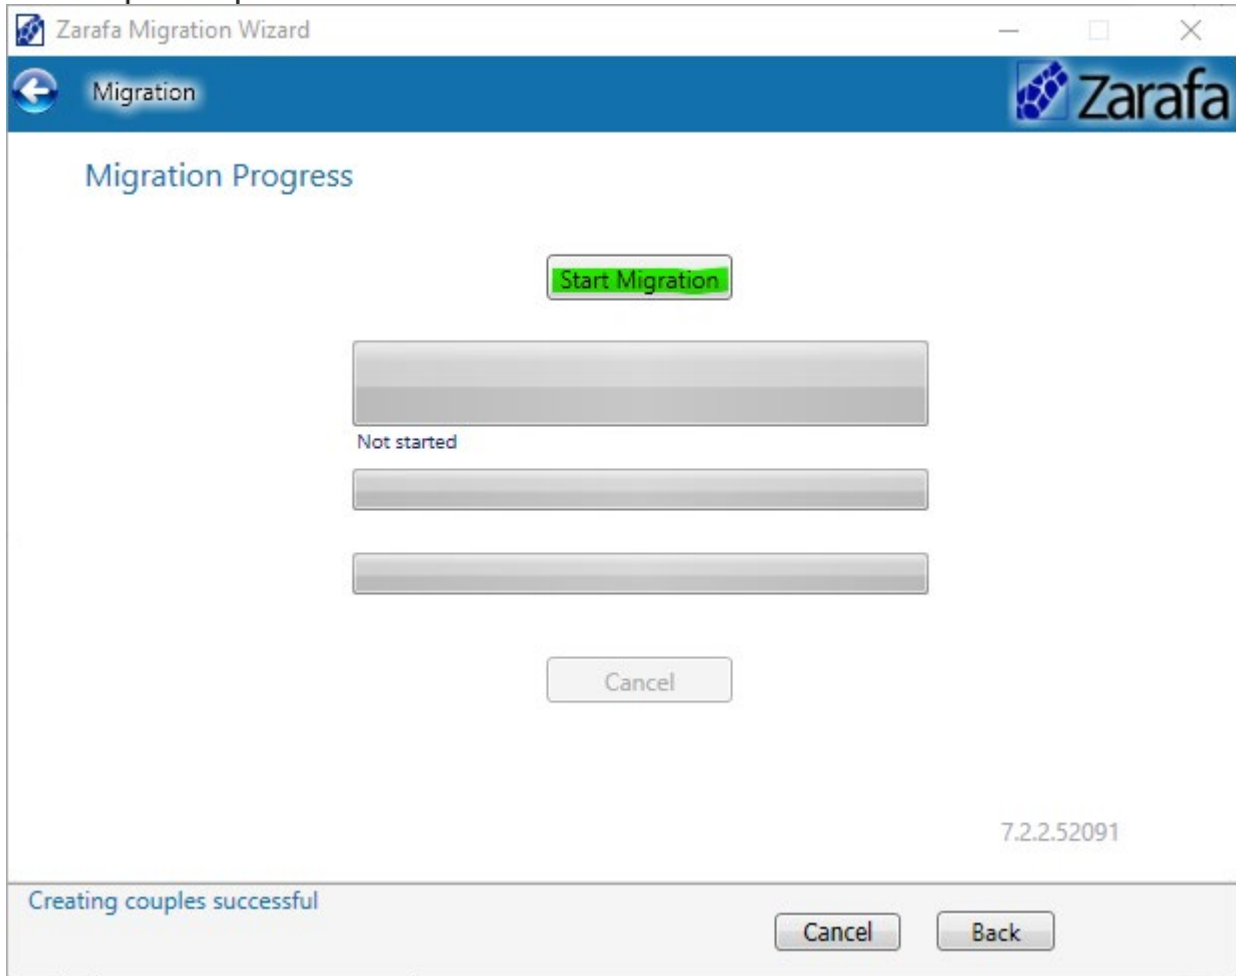 Zarafa Migration Wizard
Migration
Zarafa
Migration Progress
Start Migration
Not started
Cancel
7.2.2.52091
Creating couples successful
Cancel
Back